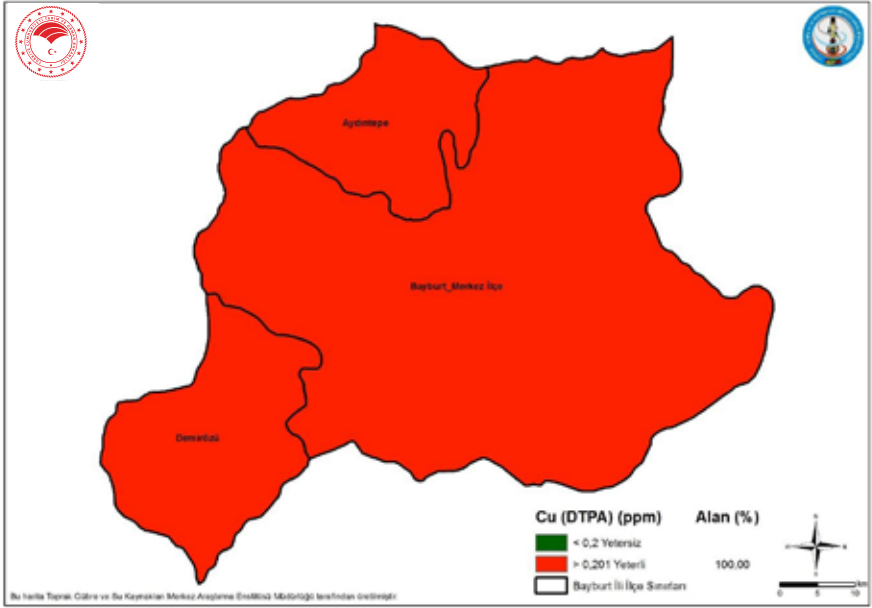 Aydıntepe
Bayburt_Merkez İlçe
Demirözü
Cu (DTPA) (ppm) Alan (%)
< 0,2 Yetersiz
> 0,201 Yeterli 100,00
Bayburt İli İlçe Sınırları
0 5 10 km
Bu harita Toprak Gübre ve Su Kaynakları Merkez Araştırma Enstitüsü Müdürlüğü tarafından üretilmiştir.